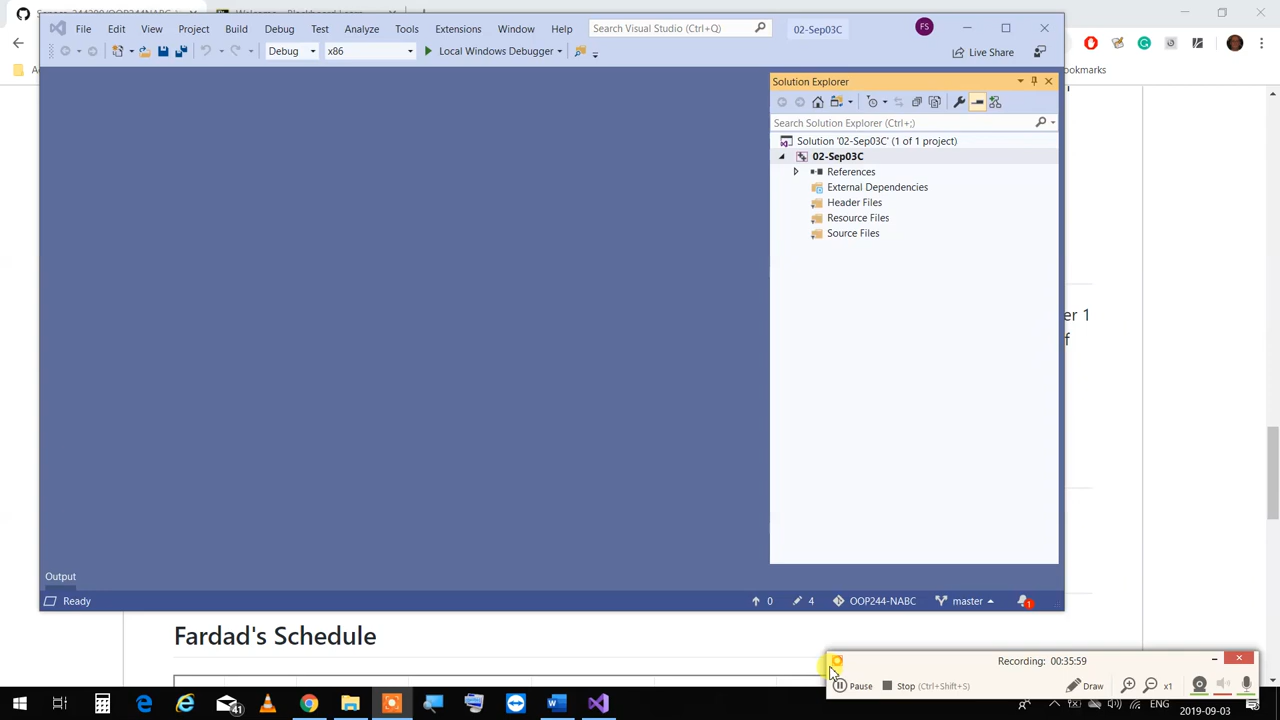 File Edit View Project Build Debug Test Analyze Tools Extensions Window Help Search Visual Studio (Ctrl+Q) 02-Sep03C FS
Debug x86 Local Windows Debugger Live Share
ookmarks
Solution Explorer
Search Solution Explorer (Ctrl+;)
Solution '02-Sep03C' (1 of 1 project)
02-Sep03C
References
External Dependencies
Header Files
Resource Files
Source Files
er 1
f
Output
Ready 0 4 OOP244-NABC master 1
Fardad's Schedule
Recording: 00:35:59
Pause Stop (Ctrl+Shift+S) Draw x1
41 ENG 12:36 2019-09-03